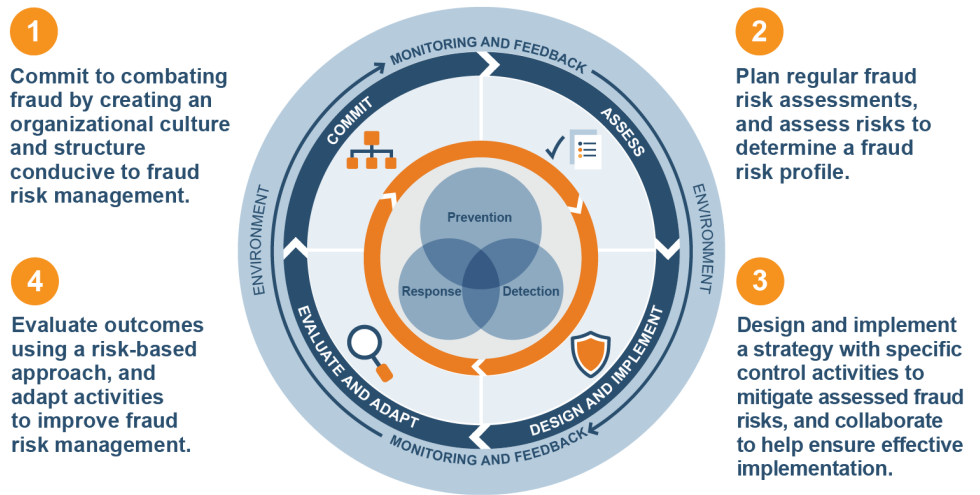 1
Commit to combating
fraud by creating an
organizational culture
and structure
conducive to fraud
risk management.
2
Plan regular fraud
risk assessments,
and assess risks to
determine a fraud
risk profile.
MONITORING AND FEEDBACK
COMMIT
ASSESS
ENVIRONMENT
ENVIRONMENT
Prevention
Response
Detection
EVALUATE AND ADAPT
DESIGN AND IMPLEMENT
MONITORING AND FEEDBACK
4
Evaluate outcomes
using a risk-based
approach, and
adapt activities
to improve fraud
risk management.
3
Design and implement
a strategy with specific
control activities to
mitigate assessed fraud
risks, and collaborate
to help ensure effective
implementation.